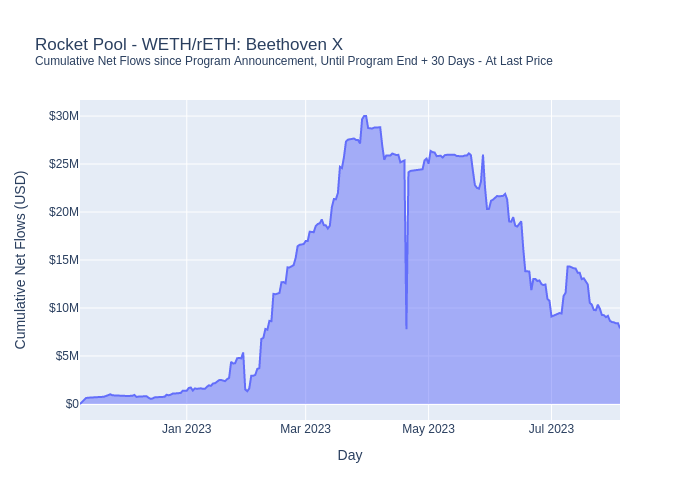 Rocket Pool - WETH/rETH: Beethoven X
Cumulative Net Flows since Program Announcement, Until Program End + 30 Days - At Last Price
$30M
$25M
$20M
$15M
$10M
$5M
$0
Cumulative Net Flows (USD)
Jan 2023
Mar 2023
May 2023
Jul 2023
Day